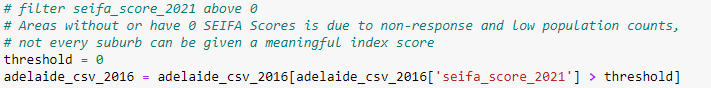 # filter seifa_score_2021 above 0
# Areas without or have 0 SEIFA Scores is due to non-response and low population counts,
# not every suburb can be given a meaningful index score
threshold = 0
adelaide_csv_2016 = adelaide_csv_2016[adelaide_csv_2016['seifa_score_2021'] > threshold]